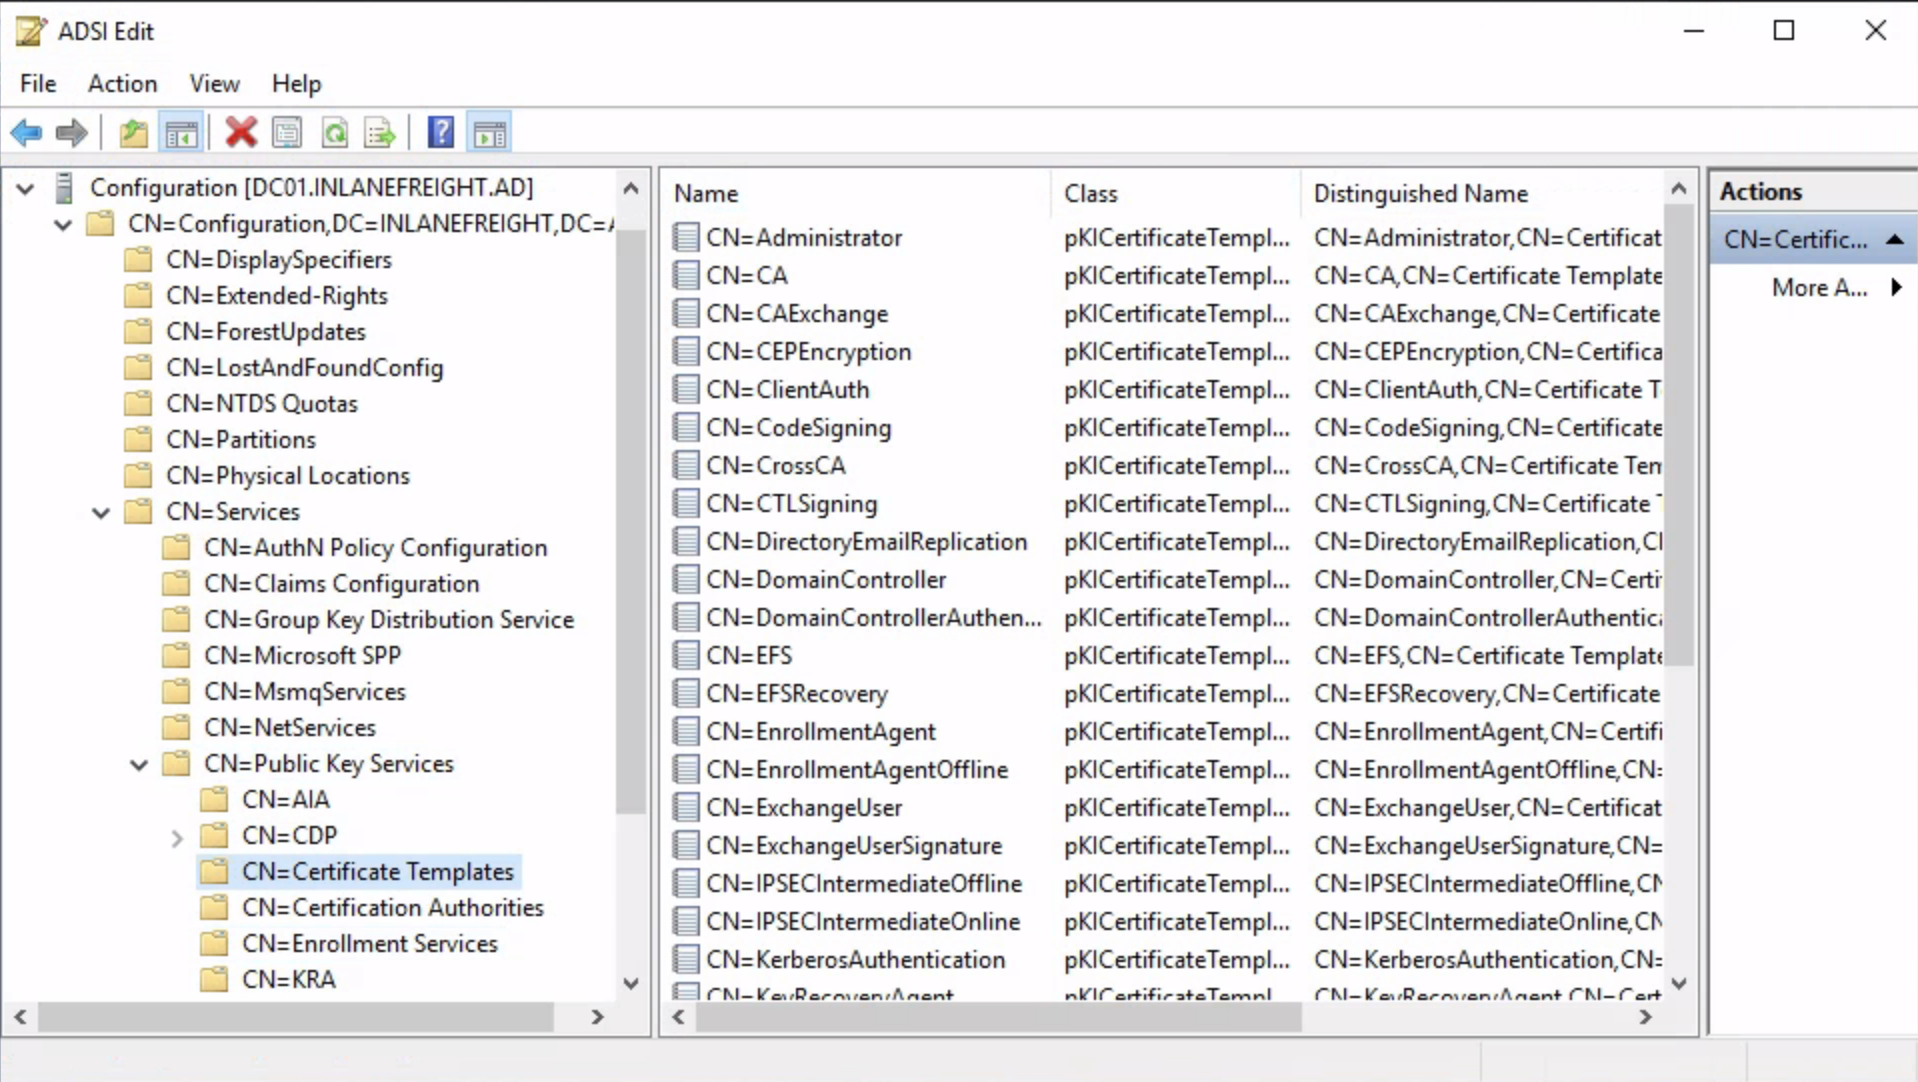 ADSI Edit
File Action View Help
Configuration [DC01.INLANEFREIGHT.AD]
CN=Configuration,DC=INLANEFREIGHT,DC=
CN=DisplaySpecifiers
CN=Extended-Rights
CN=ForestUpdates
CN=LostAndFoundConfig
CN=NTDS Quotas
CN=Partitions
CN=Physical Locations
CN=Services
CN=AuthN Policy Configuration
CN=Claims Configuration
CN=Group Key Distribution Service
CN=Microsoft SPP
CN=MsmqServices
CN=NetServices
CN=Public Key Services
CN=AIA
CN=CDP
CN=Certificate Templates
CN=Certification Authorities
CN=Enrollment Services
CN=KRA
Name Class Distinguished Name
CN=Administrator pKICertificateTempl... CN=Administrator,CN=Certificat
CN=CA pKICertificateTempl... CN=CA,CN=Certificate Template
CN=CAExchange pKICertificateTempl... CN=CAExchange,CN=Certificate
CN=CEPEncryption pKICertificateTempl... CN=CEPEncryption,CN=Certifica
CN=ClientAuth pKICertificateTempl... CN=ClientAuth,CN=Certificate T
CN=CodeSigning pKICertificateTempl... CN=CodeSigning,CN=Certificate
CN=CrossCA pKICertificateTempl... CN=CrossCA,CN=Certificate Tem
CN=CTLSigning pKICertificateTempl... CN=CTLSigning,CN=Certificate
CN=DirectoryEmailReplication pKICertificateTempl... CN=DirectoryEmailReplication,C
CN=DomainController pKICertificateTempl... CN=DomainController,CN=Certi
CN=DomainControllerAuthen... pKICertificateTempl... CN=DomainControllerAuthentic
CN=EFS pKICertificateTempl... CN=EFS,CN=Certificate Template
CN=EFSRecovery pKICertificateTempl... CN=EFSRecovery,CN=Certificate
CN=EnrollmentAgent pKICertificateTempl... CN=EnrollmentAgent,CN=Certifi
CN=EnrollmentAgentOffline pKICertificateTempl... CN=EnrollmentAgentOffline,CN=
CN=ExchangeUser pKICertificateTempl... CN=ExchangeUser,CN=Certificat
CN=ExchangeUserSignature pKICertificateTempl... CN=ExchangeUserSignature,CN=
CN=IPSECIntermediateOffline pKICertificateTempl... CN=IPSECIntermediateOffline,CN
CN=IPSECIntermediateOnline pKICertificateTempl... CN=IPSECIntermediateOnline,CN
CN=KerberosAuthentication pKICertificateTempl... CN=KerberosAuthentication,CN=
CN=KeyRecoveryAgent pKICertificateTempl CN=KeyRecoveryAgent,CN=Cert
Actions
CN=Certific...
More A...